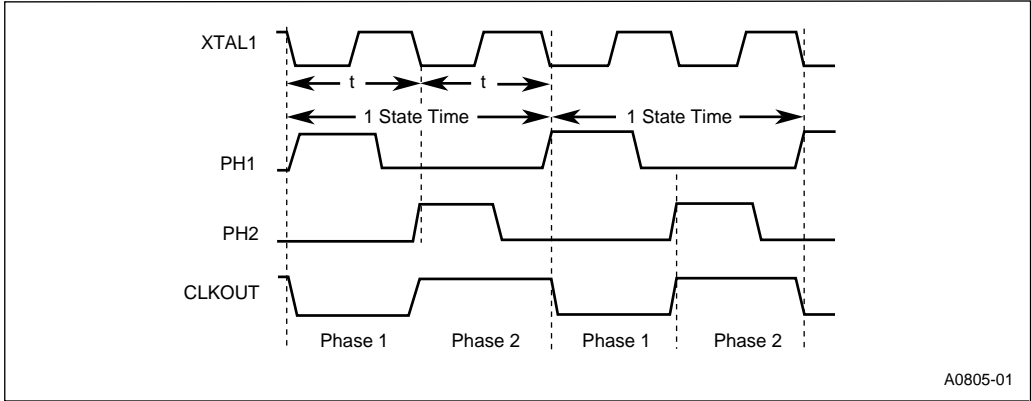 XTAL1
t t
1 State Time 1 State Time
PH1
PH2
CLKOUT
Phase 1 Phase 2 Phase 1 Phase 2
A0805-01